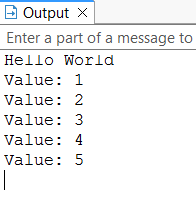 Output
Enter a part of a message to
Hello World
Value: 1
Value: 2
Value: 3
Value: 4
Value: 5